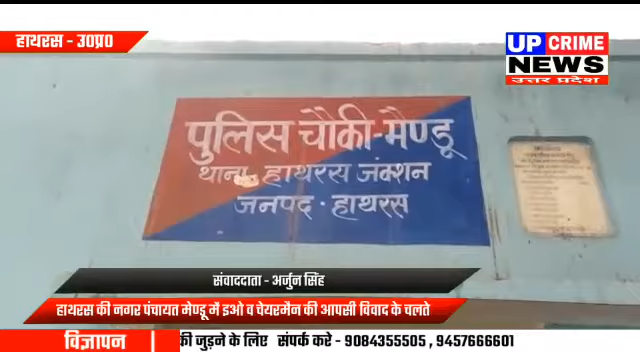 हाथरस - उ0प्र0
UP CRIME
NEWS
उत्तर प्रदेश
पुलिस चौकी-मैण्डू
थाना हाथरस जंक्शन
जनपद · हाथरस
संवाददाता - अर्जुन सिंह
हाथरस की नगर पंचायत मेण्डू में इओ व चेयरमैन की आपसी विवाद के चलते
विज्ञापन
की जुड़ने के लिए संपर्क करे - 9084355505 , 9457666601